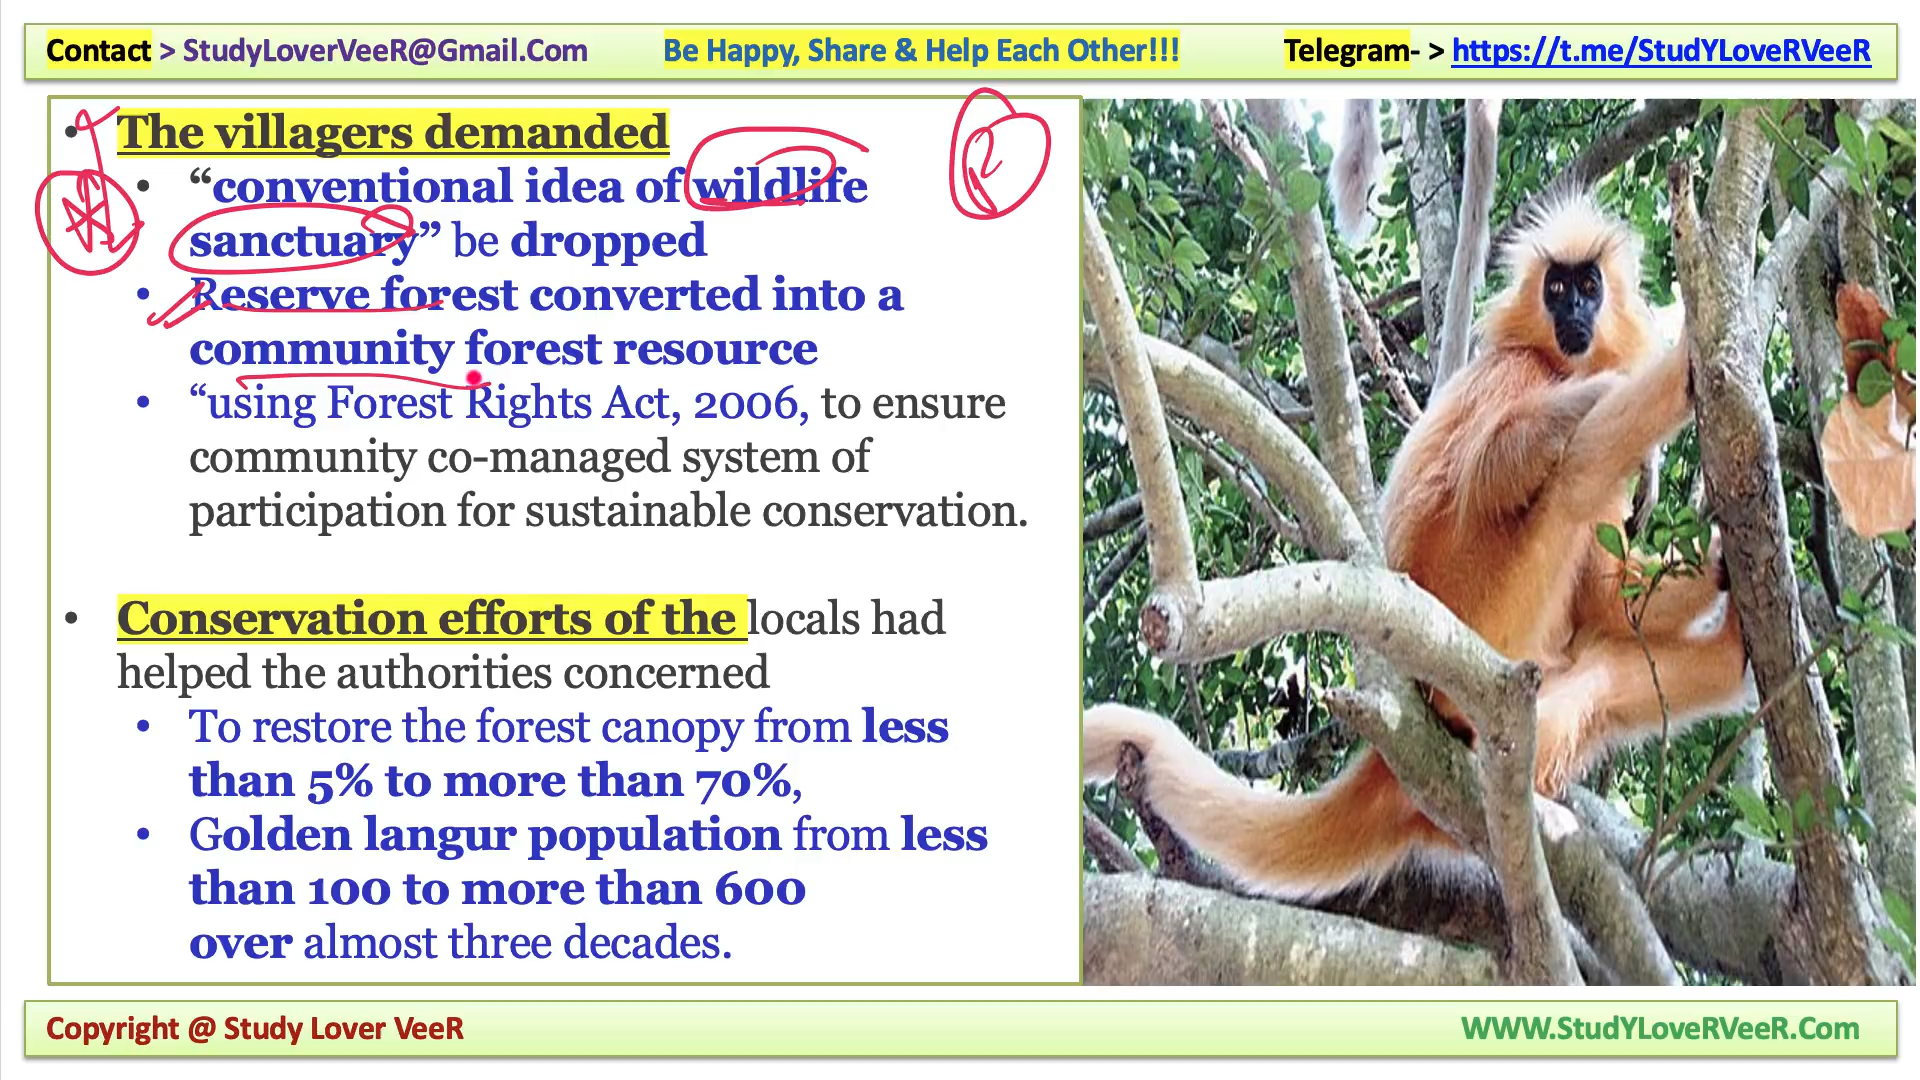 Contact > StudyLoverVeeR@Gmail.Com Be Happy, Share & Help Each Other!!! Telegram- > https://t.me/StudYLoveRVeeR
• The villagers demanded
• “conventional idea of wildlife
sanctuary” be dropped
• Reserve forest converted into a
community forest resource
• “using Forest Rights Act, 2006, to ensure
community co-managed system of
participation for sustainable conservation.
• Conservation efforts of the locals had
helped the authorities concerned
• To restore the forest canopy from less
than 5% to more than 70%,
• Golden langur population from less
than 100 to more than 600
over almost three decades.
2
Copyright @ Study Lover VeeR WWW.StudYLoveRVeeR.Com